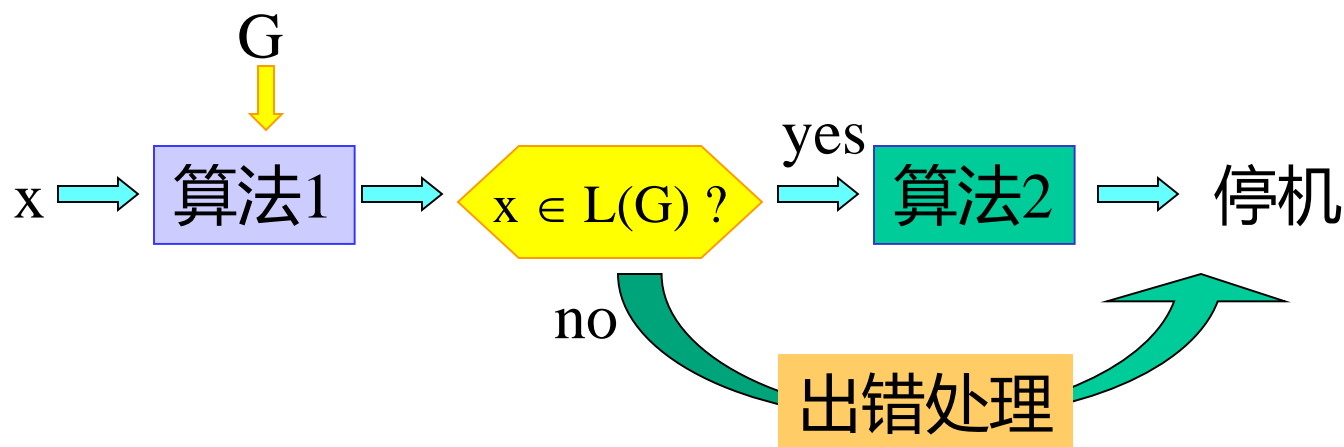 G
x
算法1
x ∈ L(G) ?
yes
算法2
停机
no
出错处理